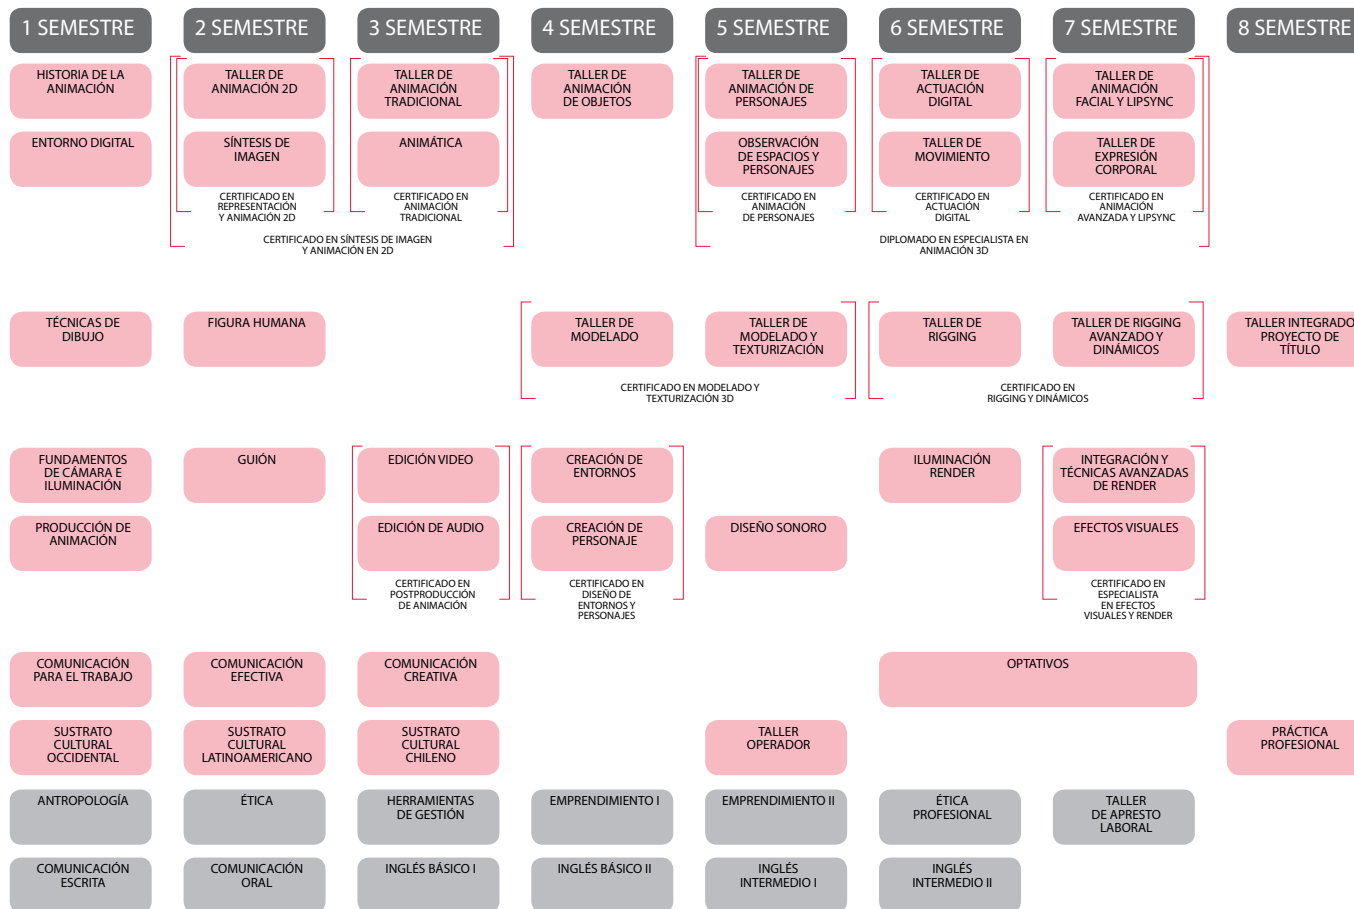 1 SEMESTRE
2 SEMESTRE
3 SEMESTRE
4 SEMESTRE
5 SEMESTRE
6 SEMESTRE
7 SEMESTRE
8 SEMESTRE
HISTORIA DE LA
ANIMACIÓN
TALLER DE
ANIMACIÓN 2D
TALLER DE
ANIMACIÓN
TRADICIONAL
TALLER DE
ANIMACIÓN
DE OBJETOS
TALLER DE
ANIMACIÓN DE
PERSONAJES
TALLER DE
ACTUACIÓN
DIGITAL
TALLER DE
ANIMACIÓN
FACIAL Y LIPSYNC
ENTORNO DIGITAL
SÍNTESIS DE
IMAGEN
ANIMÁTICA
OBSERVACIÓN
DE ESPACIOS Y
PERSONAJES
TALLER DE
MOVIMIENTO
TALLER DE
EXPRESIÓN
CORPORAL
CERTIFICADO EN
REPRESENTACIÓN
Y ANIMACIÓN 2D
CERTIFICADO EN
ANIMACIÓN
TRADICIONAL
CERTIFICADO EN
ANIMACIÓN
DE PERSONAJES
CERTIFICADO EN
ACTUACIÓN
DIGITAL
CERTIFICADO EN
ANIMACIÓN
AVANZADA Y LIPSYNC
CERTIFICADO EN SÍNTESIS DE IMAGEN
Y ANIMACIÓN EN 2D
DIPLOMADO EN ESPECIALISTA EN
ANIMACIÓN 3D
TÉCNICAS DE
DIBUJO
FIGURA HUMANA
TALLER DE
MODELADO
TALLER DE
MODELADO Y
TEXTURIZACIÓN
TALLER DE
RIGGING
TALLER DE RIGGING
AVANZADO Y
DINÁMICOS
TALLER INTEGRADO
PROYECTO DE
TÍTULO
CERTIFICADO EN MODELADO Y
TEXTURIZACIÓN 3D
CERTIFICADO EN
RIGGING Y DINÁMICOS
FUNDAMENTOS
DE CÁMARA E
ILUMINACIÓN
GUIÓN
EDICIÓN VIDEO
CREACIÓN DE
ENTORNOS
ILUMINACIÓN
RENDER
INTEGRACIÓN Y
TÉCNICAS AVANZADAS
DE RENDER
PRODUCCIÓN DE
ANIMACIÓN
EDICIÓN DE AUDIO
CREACIÓN DE
PERSONAJE
DISEÑO SONORO
EFECTOS VISUALES
CERTIFICADO EN
POSTPRODUCCIÓN
DE ANIMACIÓN
CERTIFICADO EN
DISEÑO DE
ENTORNOS Y
PERSONAJES
CERTIFICADO EN
ESPECIALISTA
EN EFECTOS
VISUALES Y RENDER
COMUNICACIÓN
PARA EL TRABAJO
COMUNICACIÓN
EFECTIVA
COMUNICACIÓN
CREATIVA
OPTATIVOS
SUSTRATO
CULTURAL
OCCIDENTAL
SUSTRATO
CULTURAL
LATINOAMERICANO
SUSTRATO
CULTURAL
CHILENO
TALLER
OPERADOR
PRÁCTICA
PROFESIONAL
ANTROPOLOGÍA
ÉTICA
HERRAMIENTAS
DE GESTIÓN
EMPRENDIMIENTO I
EMPRENDIMIENTO II
ÉTICA
PROFESIONAL
TALLER
DE APRESTO
LABORAL
COMUNICACIÓN
ESCRITA
COMUNICACIÓN
ORAL
INGLÉS BÁSICO I
INGLÉS BÁSICO II
INGLÉS
INTERMEDIO I
INGLÉS
INTERMEDIO II